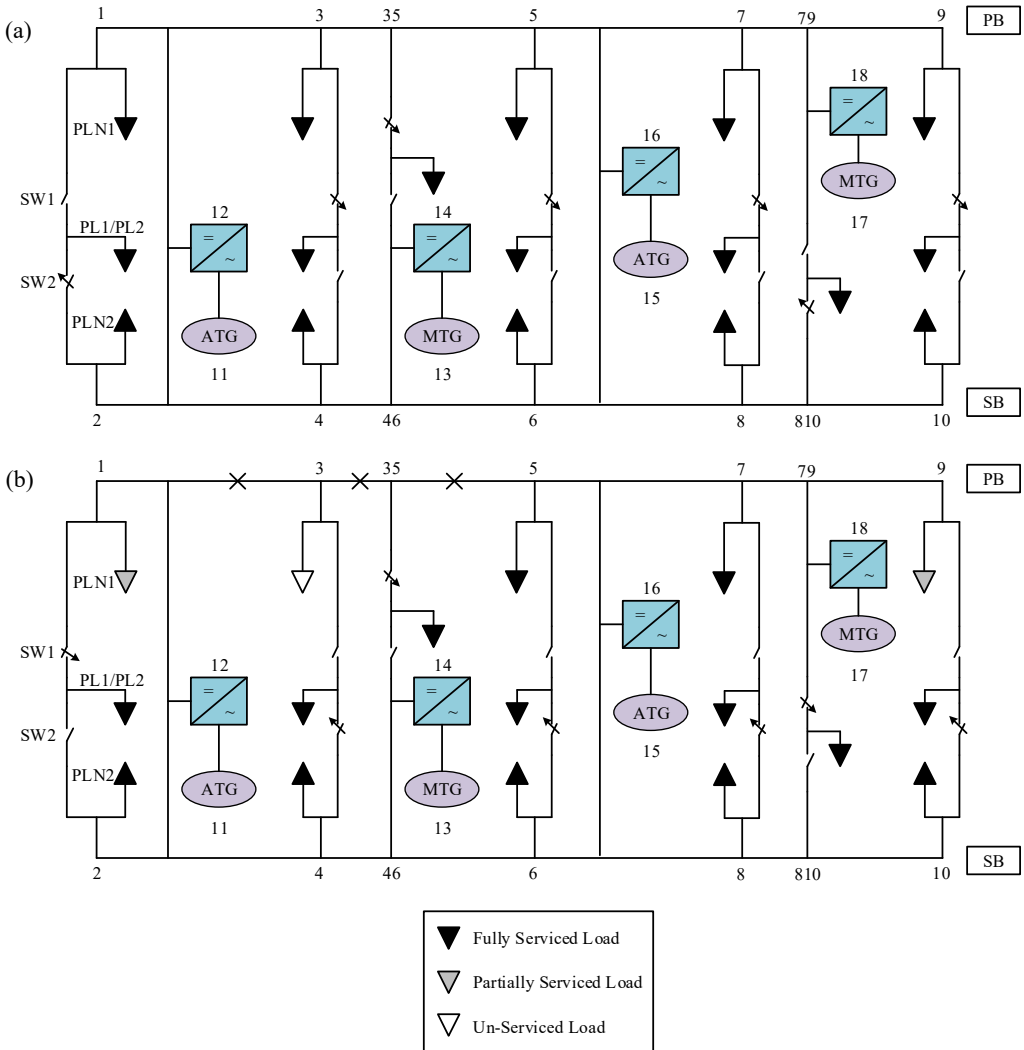 (a)
1 3 35 5 7 79 9 PB
18
PLN1
16
= ~
= ~
MTG
SW1
PL1/PL2
12 14
17
= ~
= ~
ATG
SW2
15
PLN2
ATG MTG
11 13
2 4 46 6 8 810 10 SB
(b)
1 3 35 5 7 79 9 PB
18
= ~
PLN1
16
= ~
MTG
SW1
PL1/PL2
12 14
17
= ~
= ~
ATG
SW2
15
PLN2
ATG MTG
11 13
2 4 46 6 8 810 10 SB
Fully Serviced Load
Partially Serviced Load
Un-Serviced Load